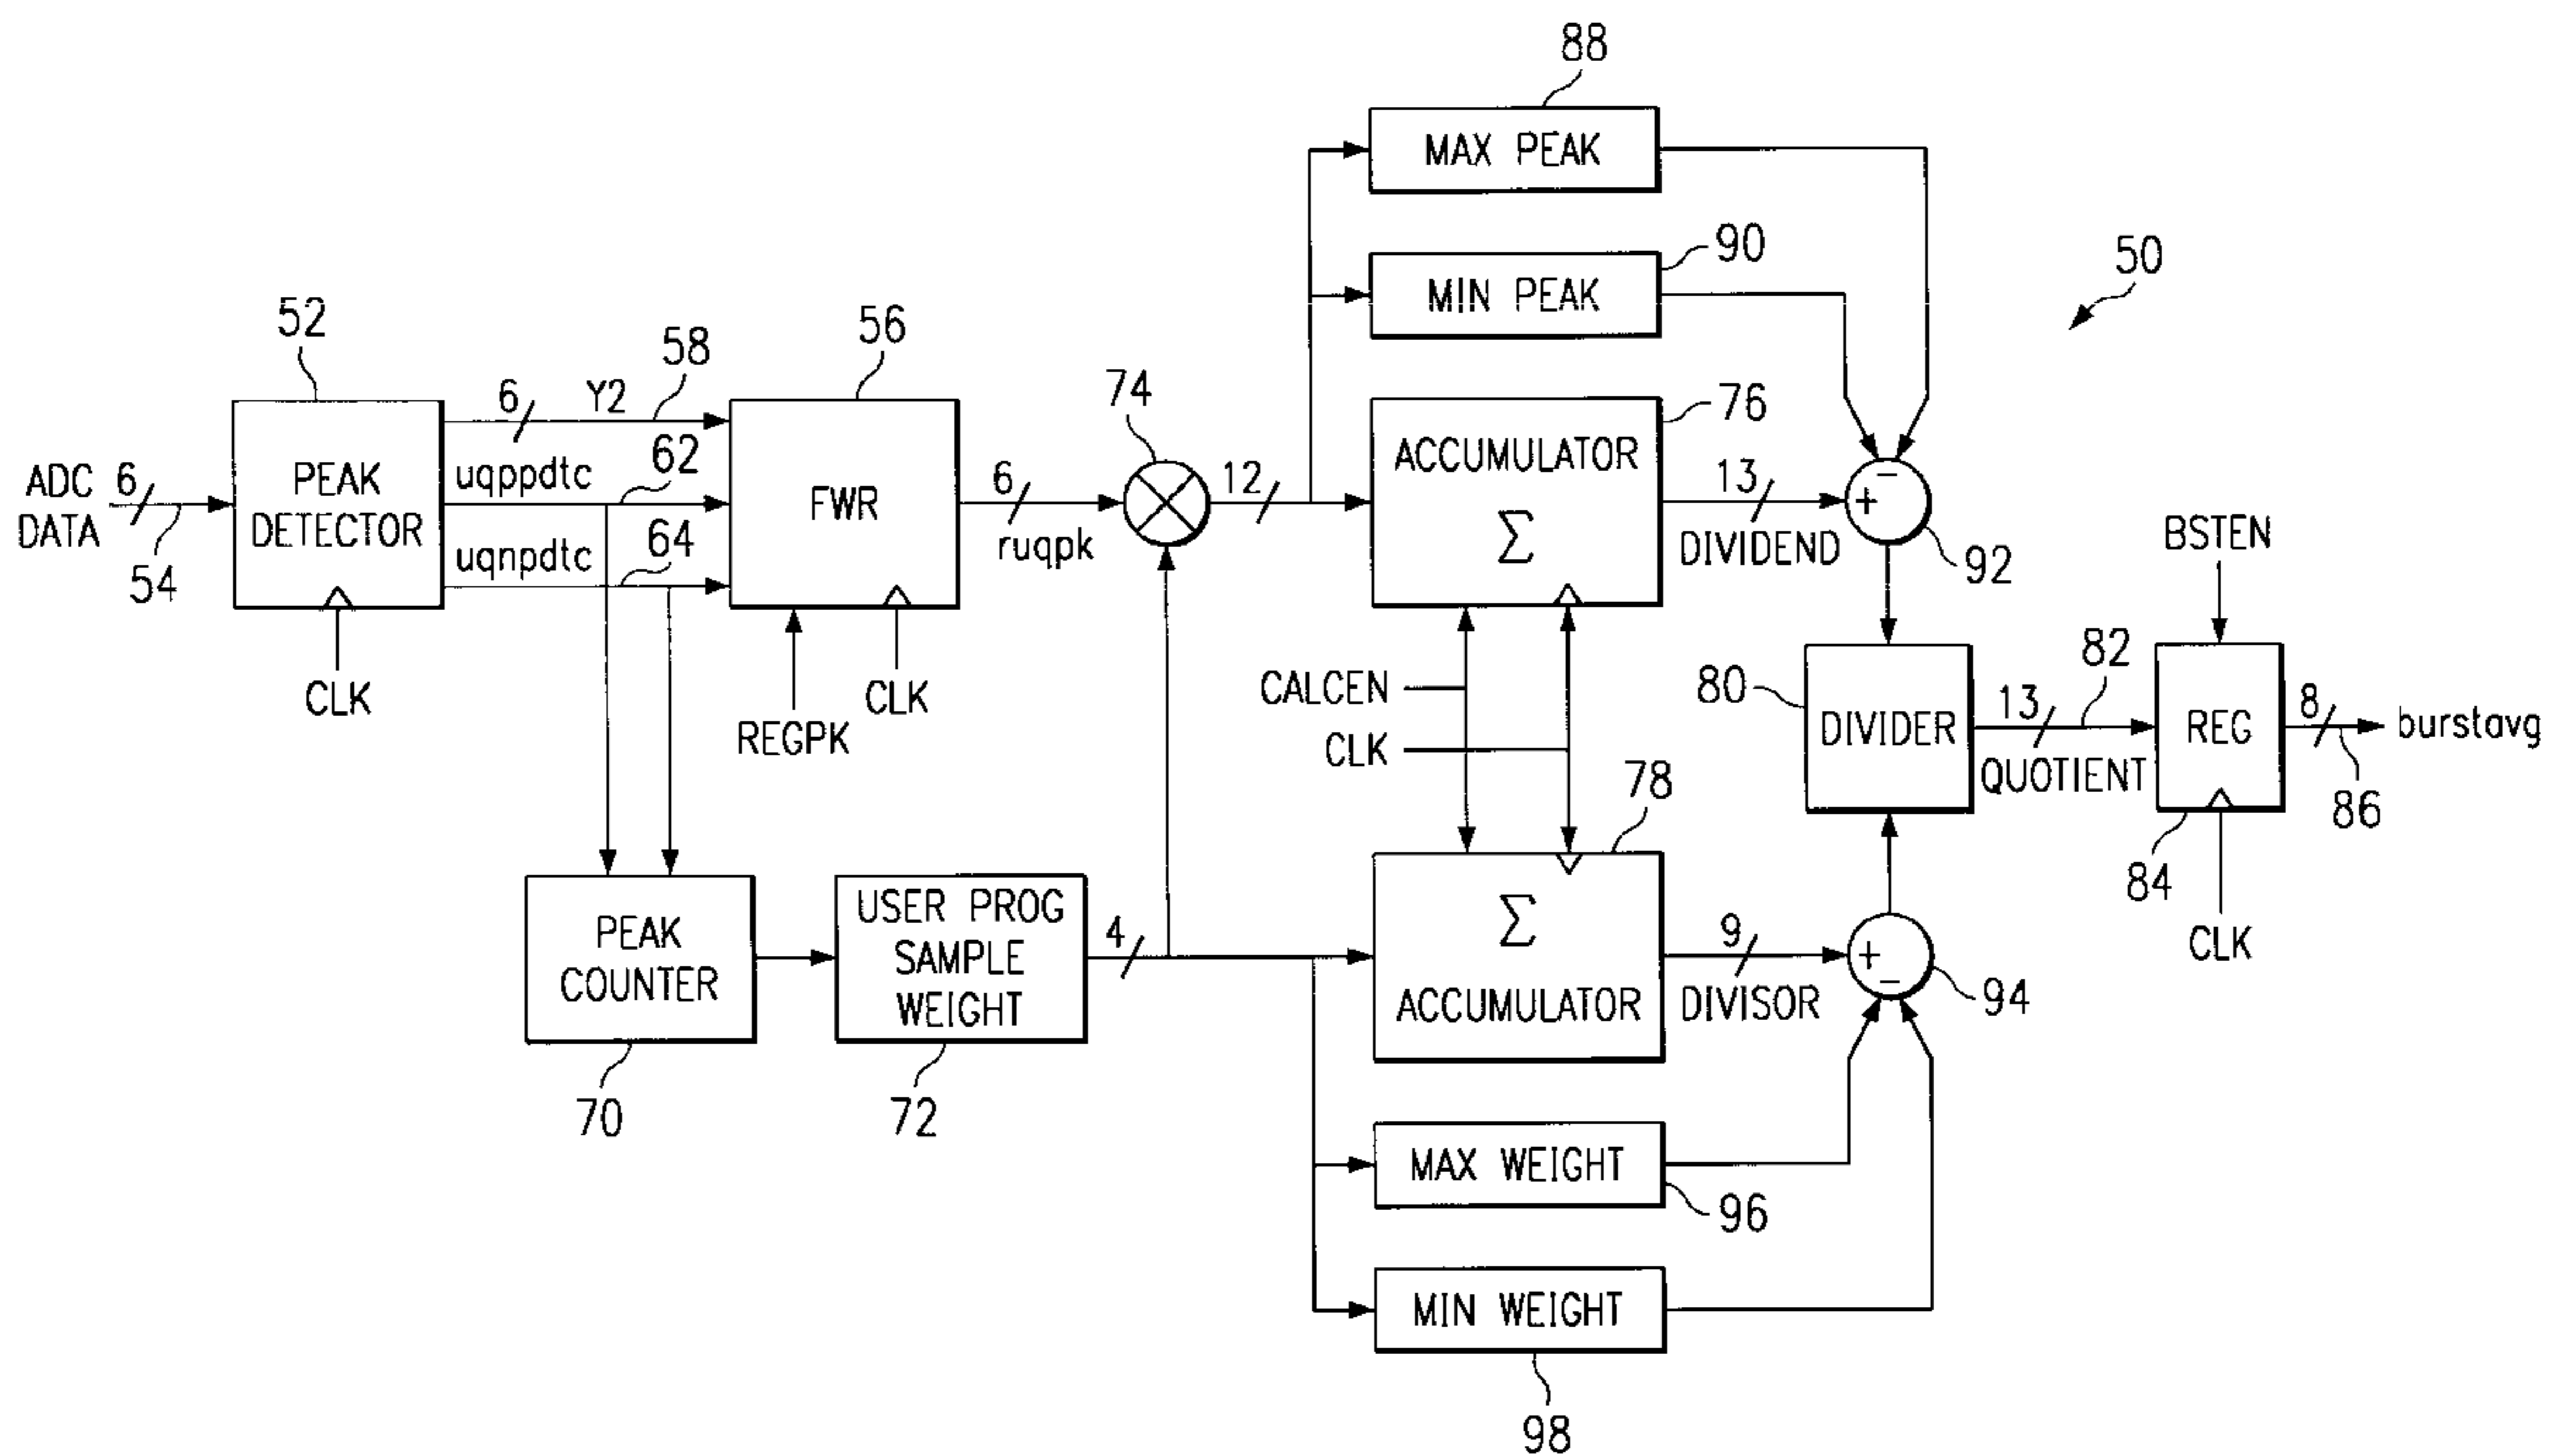 88
MAX PEAK
90
MIN PEAK
50
52
58
56
6
Y2
74
76
ADC
DATA
6
54
PEAK
DETECTOR
uqppdtc
62
uqnpdtc
64
FWR
6
ruqpk
12
ACCUMULATOR
Σ
13
DIVIDEND
+
−
92
BSTEN
CLK
REGPK
CLK
CALCEN
CLK
80
DIVIDER
13
82
QUOTIENT
REG
8
86
burstavg
84
CLK
78
PEAK
COUNTER
70
USER PROG
SAMPLE
WEIGHT
72
4
Σ
ACCUMULATOR
9
DIVISOR
+
−
94
MAX WEIGHT
96
MIN WEIGHT
98